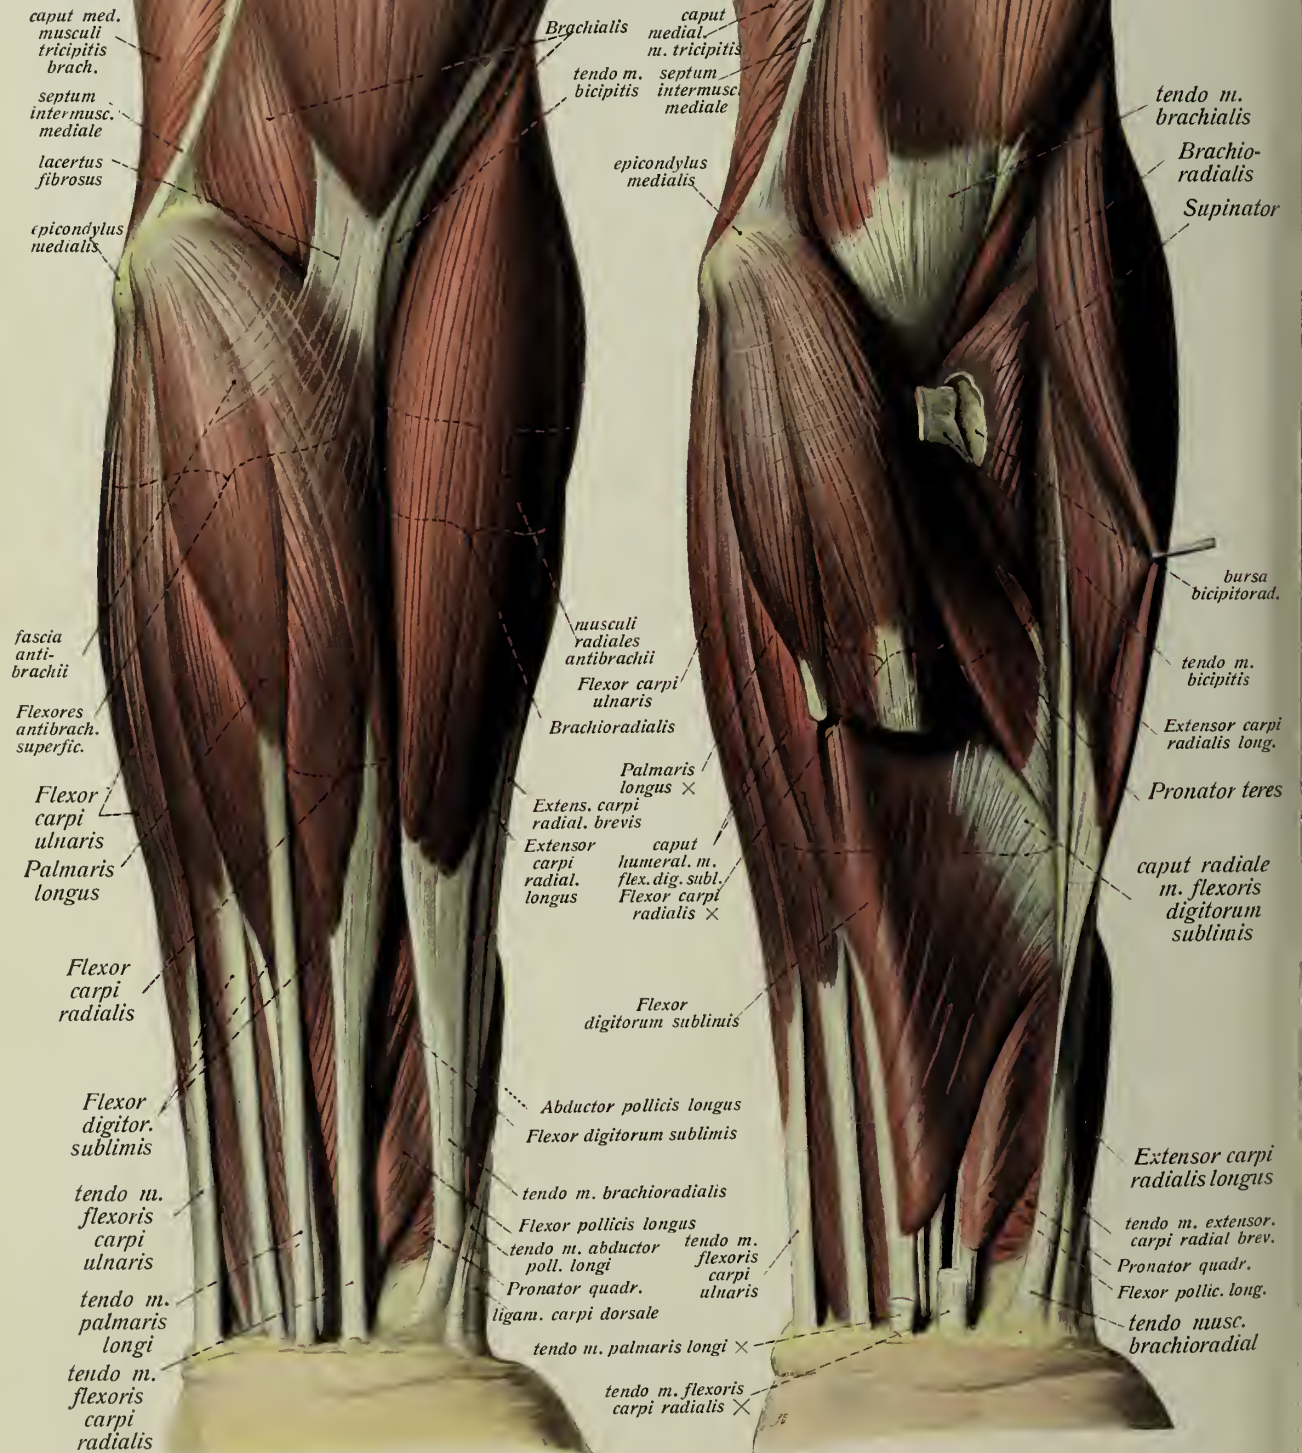 caput med.
musculi
tricipitis
brach.
septum
intermusc.
mediale
lacertus
fibrosus
epicondylus
medialis
fascia
anti-
brachii
Flexores
antibrach.
superfic.
Flexor
carpi
ulnaris
Palmaris
longus
Flexor
carpi
radialis
Flexor
digitor.
sublimis
tendo m.
flexoris
carpi
ulnaris
tendo m.
palmaris
longi
tendo m.
flexoris
carpi
radialis
Brachialis
tendo m.
bicipitis
musculi
radiales
antibrachii
Brachioradialis
Extens. carpi
radial. brevis
Extensor
carpi
radial.
longus
Abductor pollicis longus
Flexor digitorum sublimis
tendo m. brachioradialis
Flexor pollicis longus
tendo m. abductor
poll. longi
Pronator quadr.
ligam. carpi dorsale
caput
medial.
m. tricipitis
septum
intermusc.
mediale
epicondylus
medialis
Flexor carpi
ulnaris
Palmaris
longus ×
caput
humeral. m.
flex. dig. subl.
Flexor carpi
radialis ×
Flexor
digitorum sublimis
tendo m.
flexoris
carpi
ulnaris
tendo m. palmaris longi ×
tendo m. flexoris
carpi radialis ×
tendo m.
brachialis
Brachio-
radialis
Supinator
bursa
bicipitorad.
tendo m.
bicipitis
Extensor carpi
radialis long.
Pronator teres
caput radiale
m. flexoris
digitorum
sublimis
Extensor carpi
radialis longus
tendo m. extensor.
carpi radial brev.
Pronator quadr.
Flexor pollic. long.
tendo musc.
brachioradial